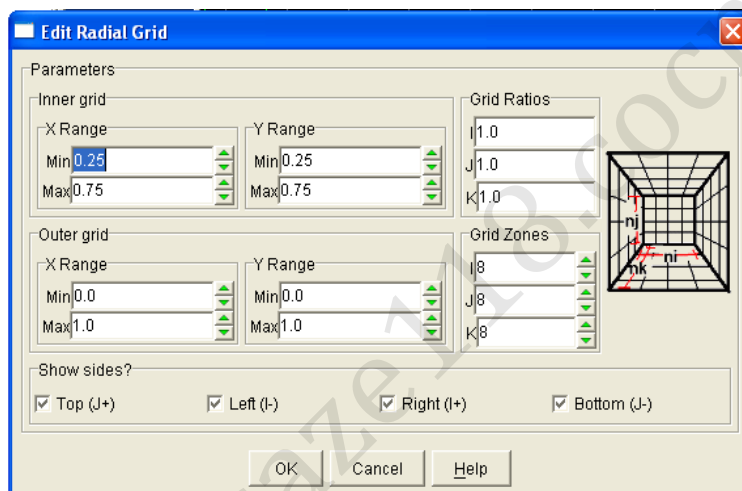 Edit Radial Grid
Parameters
Inner grid
X Range
Min 0.25
Max 0.75
Y Range
Min 0.25
Max 0.75
Grid Ratios
I 1.0
J 1.0
K 1.0
nj
ni
nk
Outer grid
X Range
Min 0.0
Max 1.0
Y Range
Min 0.0
Max 1.0
Grid Zones
I 8
J 8
K 8
Show sides?
Top (J+) Left (I-) Right (I+) Bottom (J-)
OK Cancel Help